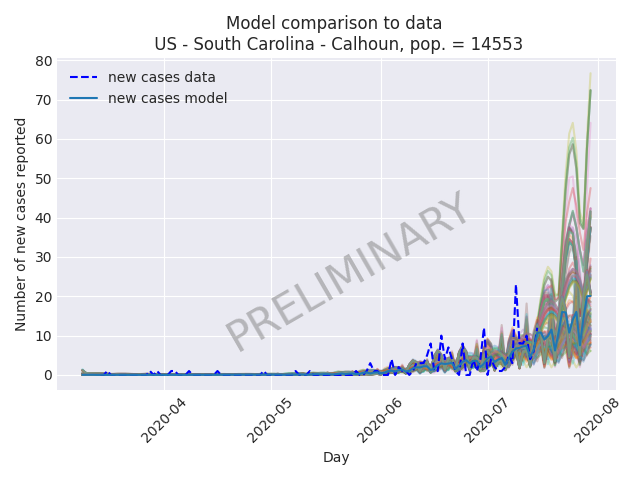 Model comparison to data
US - South Carolina - Calhoun, pop. = 14553
new cases data
new cases model
Number of new cases reported
80
70
60
50
40
30
20
10
0
PRELIMINARY
2020-04
2020-05
2020-06
2020-07
2020-08
Day